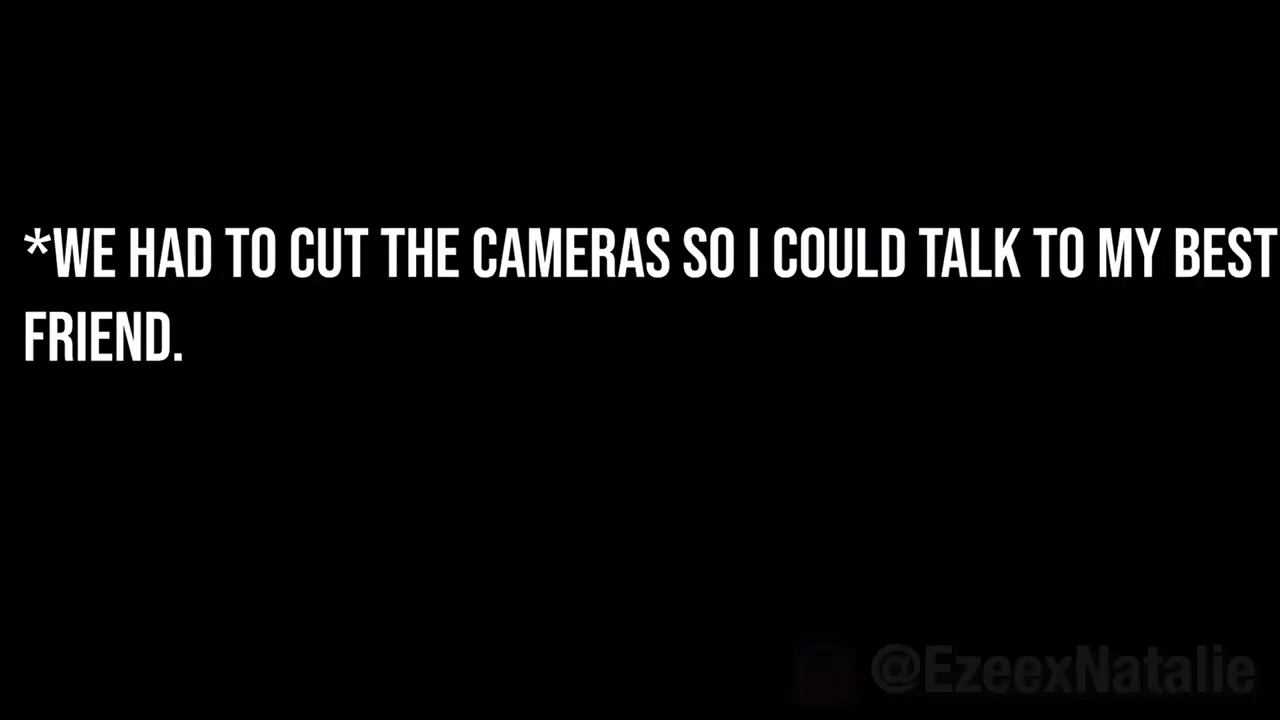 *WE HAD TO CUT THE CAMERAS SO I COULD TALK TO MY BEST
FRIEND.
@EzeexNatalie